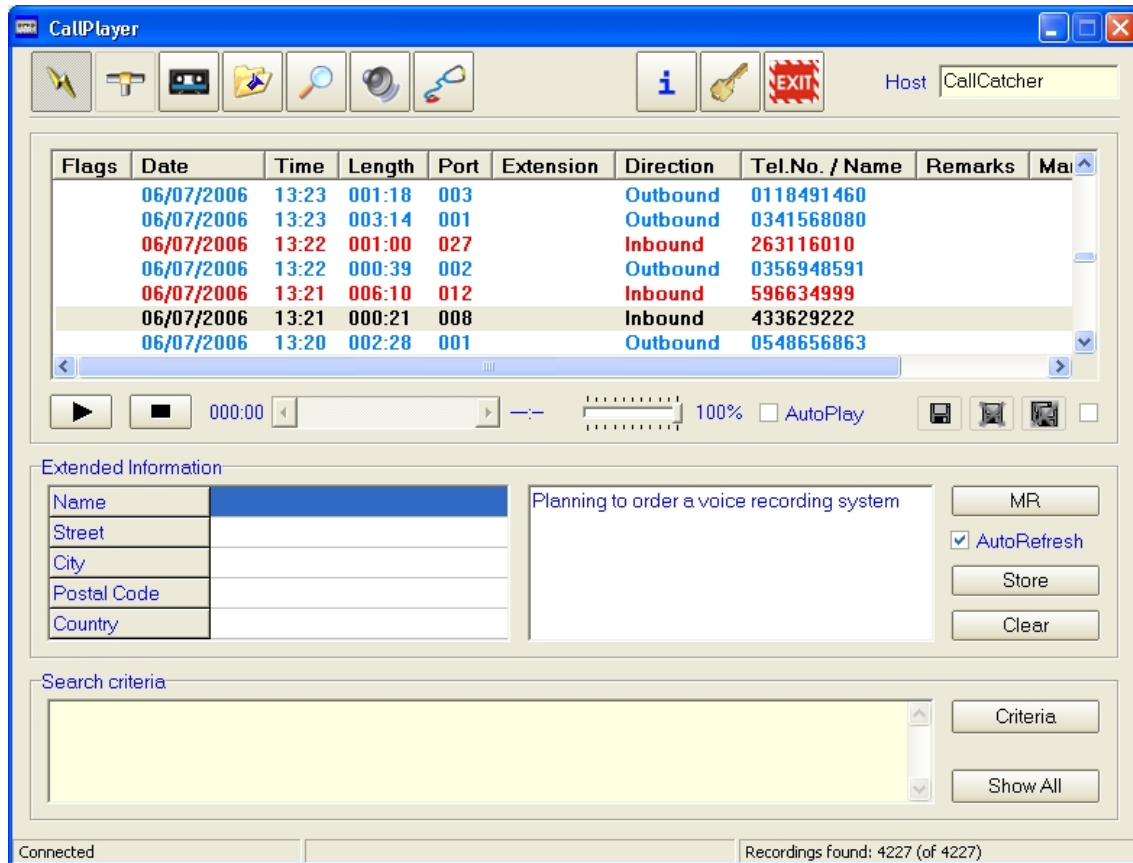 CallPlayer
i EXIT Host CallCatcher
Flags Date Time Length Port Extension Direction Tel.No. / Name Remarks Mar
06/07/2006 13:23 001:18 003 Outbound 0118491460
06/07/2006 13:23 003:14 001 Outbound 0341568080
06/07/2006 13:22 001:00 027 Inbound 263116010
06/07/2006 13:22 000:39 002 Outbound 0356948591
06/07/2006 13:21 006:10 012 Inbound 596634999
06/07/2006 13:21 000:21 008 Inbound 433629222
06/07/2006 13:20 002:28 001 Outbound 0548656863
000:00 —:– 100% AutoPlay
Extended Information
Name Planning to order a voice recording system MR
Street AutoRefresh
City
Postal Code Store
Country Clear
Search criteria
Criteria
Show All
Connected Recordings found: 4227 (of 4227)